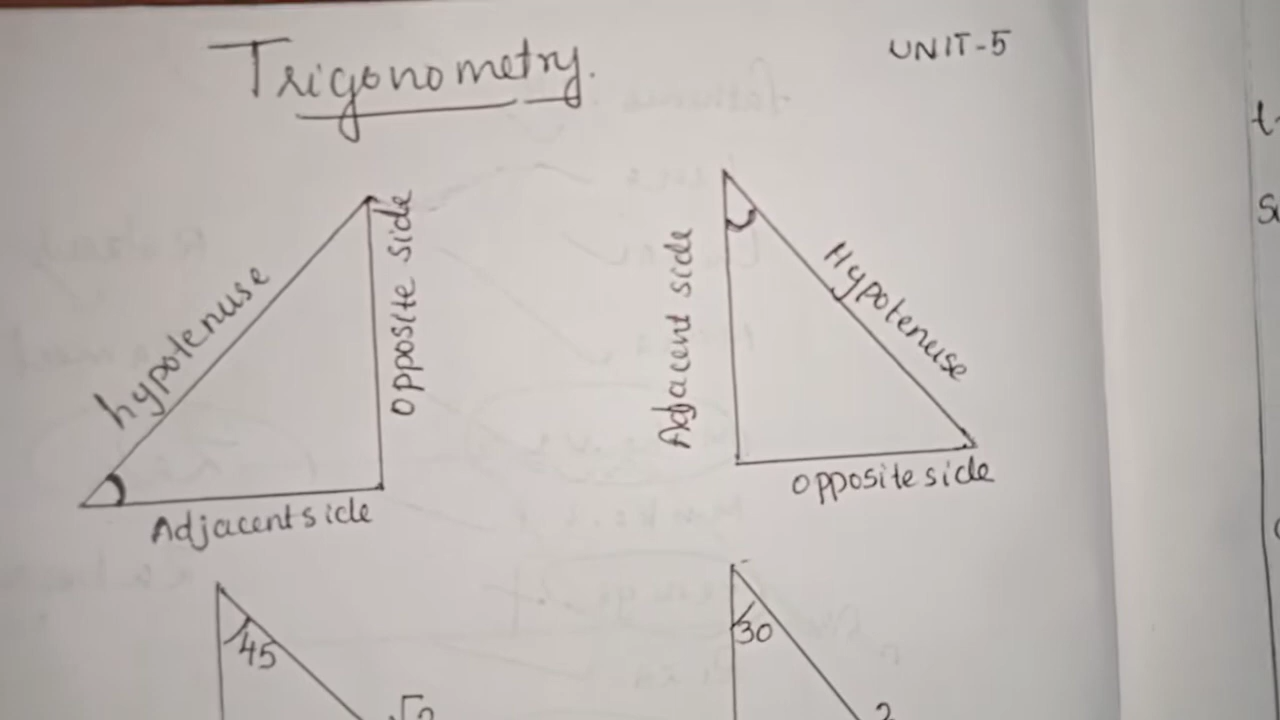 Trigonometry.
UNIT-5
hypotenuse
opposite side
Adjacent side
Adjacent side
Hypotenuse
opposite side
45
30
2